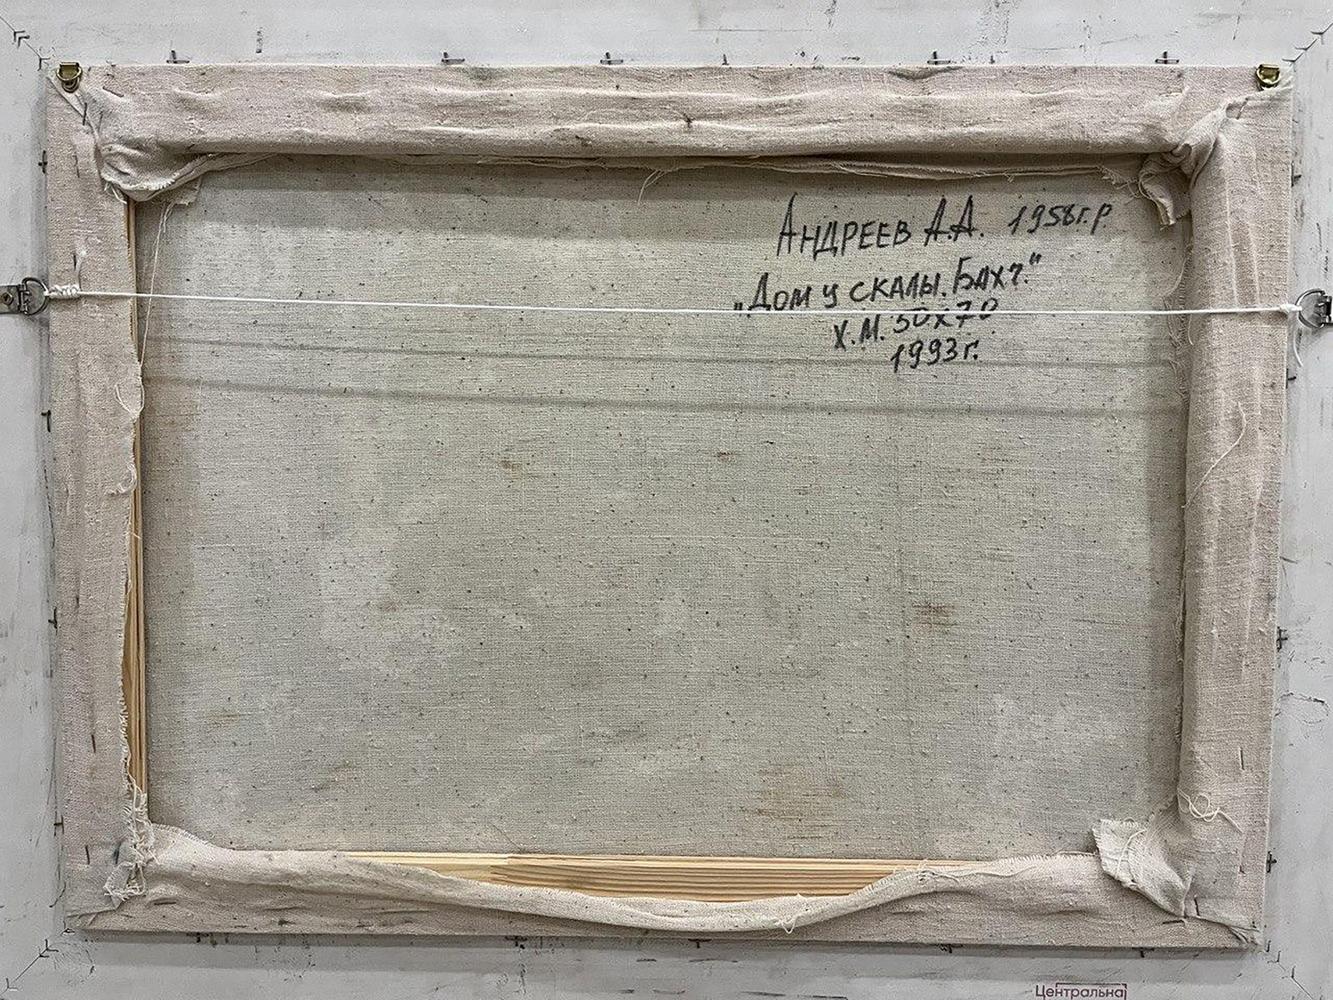 Андреев А.А. 1958г.р.
„Дом у скалы. Бахч."
Х.М. 50х70
1993г.
Центральна